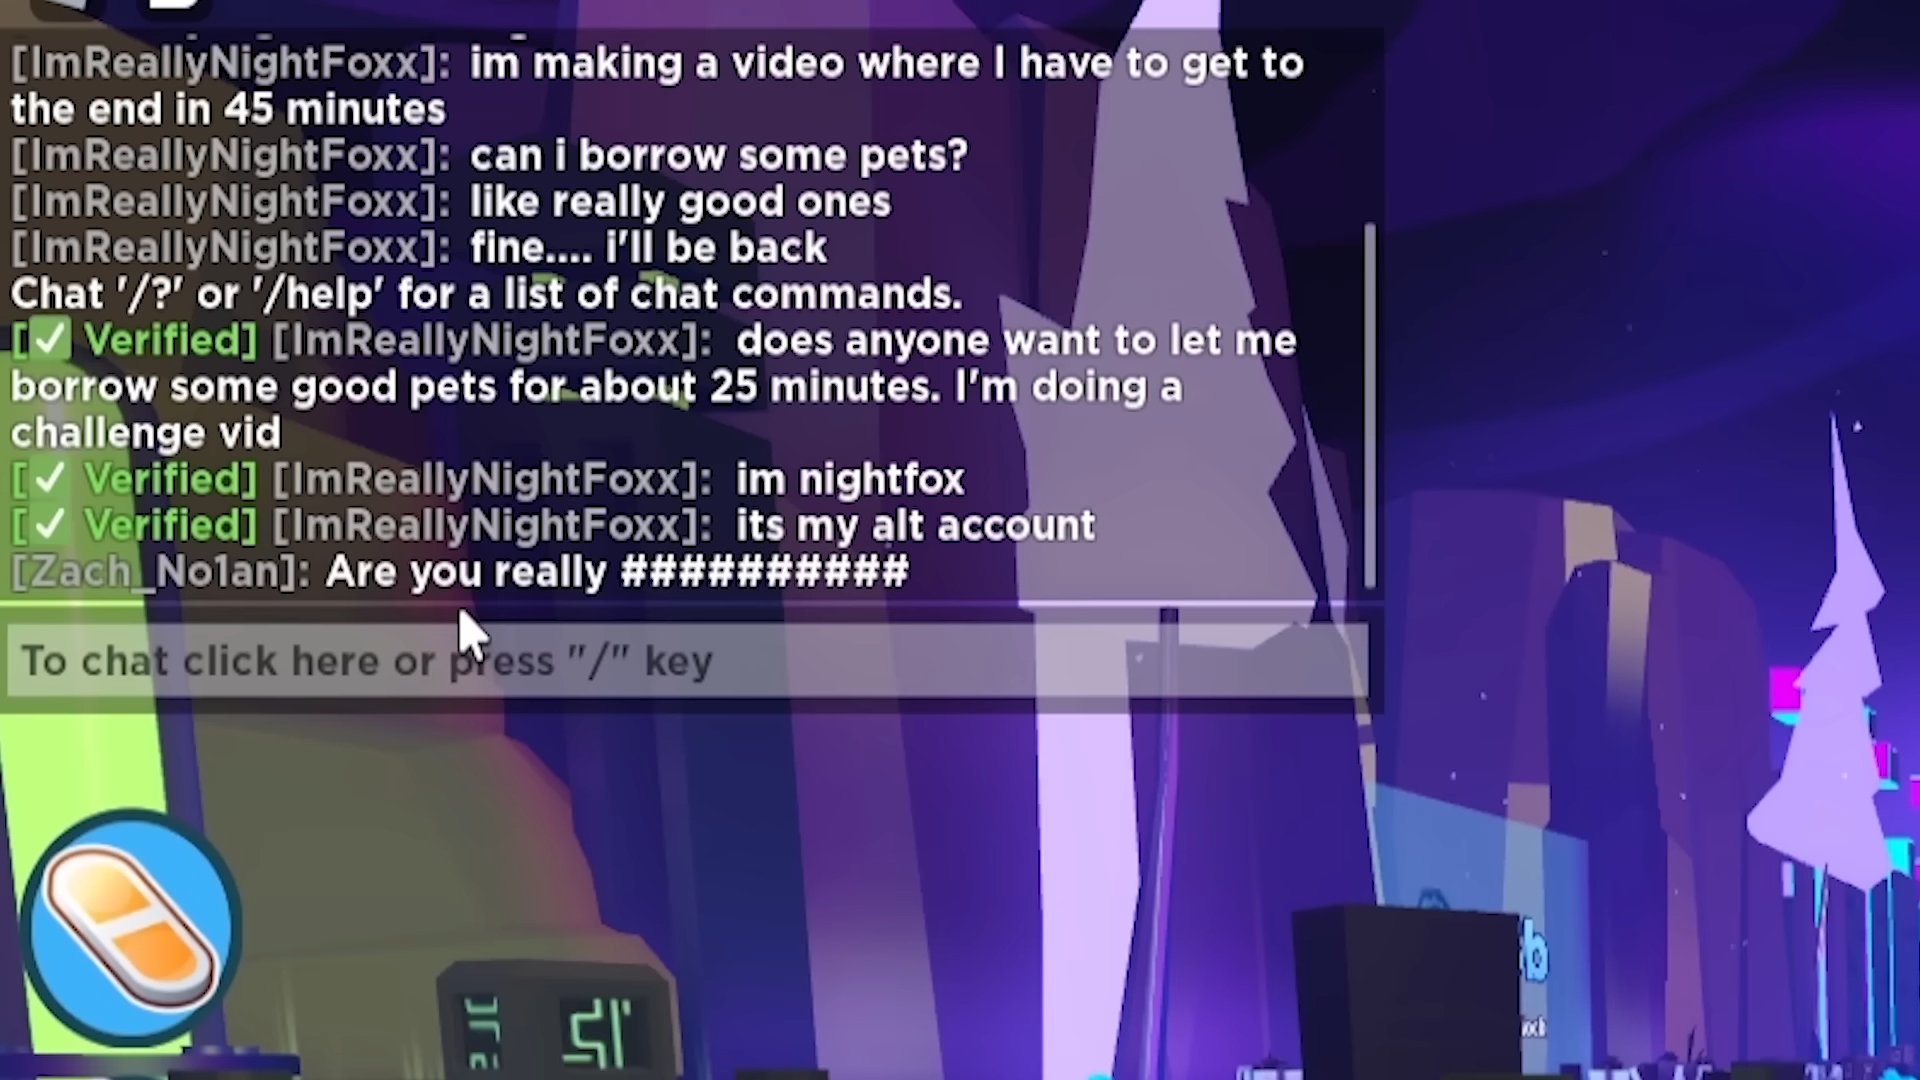 [ImReallyNightFoxx]: im making a video where I have to get to
the end in 45 minutes
[ImReallyNightFoxx]: can i borrow some pets?
[ImReallyNightFoxx]: like really good ones
[ImReallyNightFoxx]: fine.... i'll be back
Chat '/?' or '/help' for a list of chat commands.
[✓ Verified] [ImReallyNightFoxx]: does anyone want to let me
borrow some good pets for about 25 minutes. I'm doing a
challenge vid
[✓ Verified] [ImReallyNightFoxx]: im nightfox
[✓ Verified] [ImReallyNightFoxx]: its my alt account
[Zach_No1an]: Are you really ###########
To chat click here or press "/" key